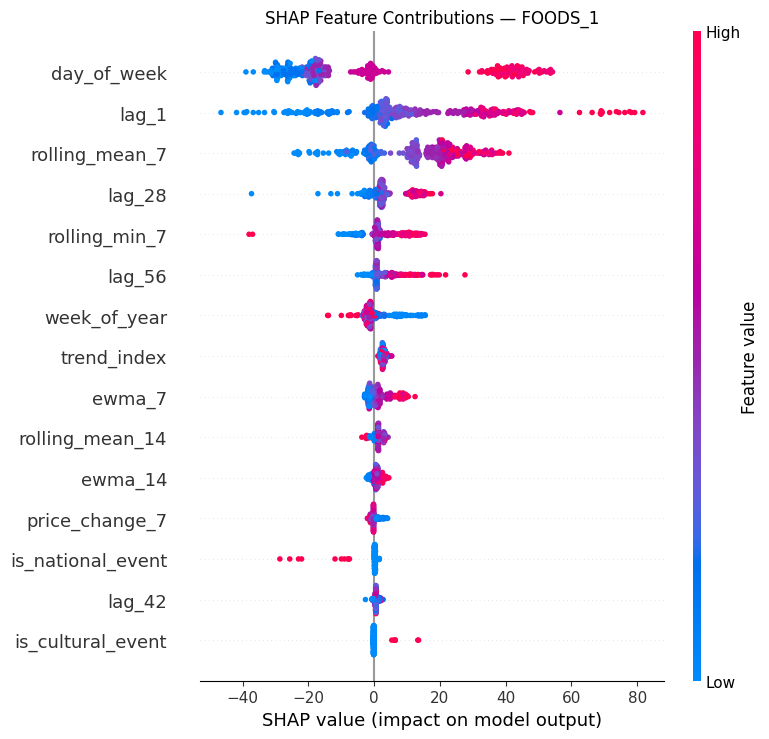 SHAP Feature Contributions — FOODS_1
High
day_of_week
lag_1
rolling_mean_7
lag_28
rolling_min_7
lag_56
week_of_year
trend_index
ewma_7
rolling_mean_14
ewma_14
price_change_7
is_national_event
lag_42
is_cultural_event
Feature value
Low
−40 −20 0 20 40 60 80
SHAP value (impact on model output)